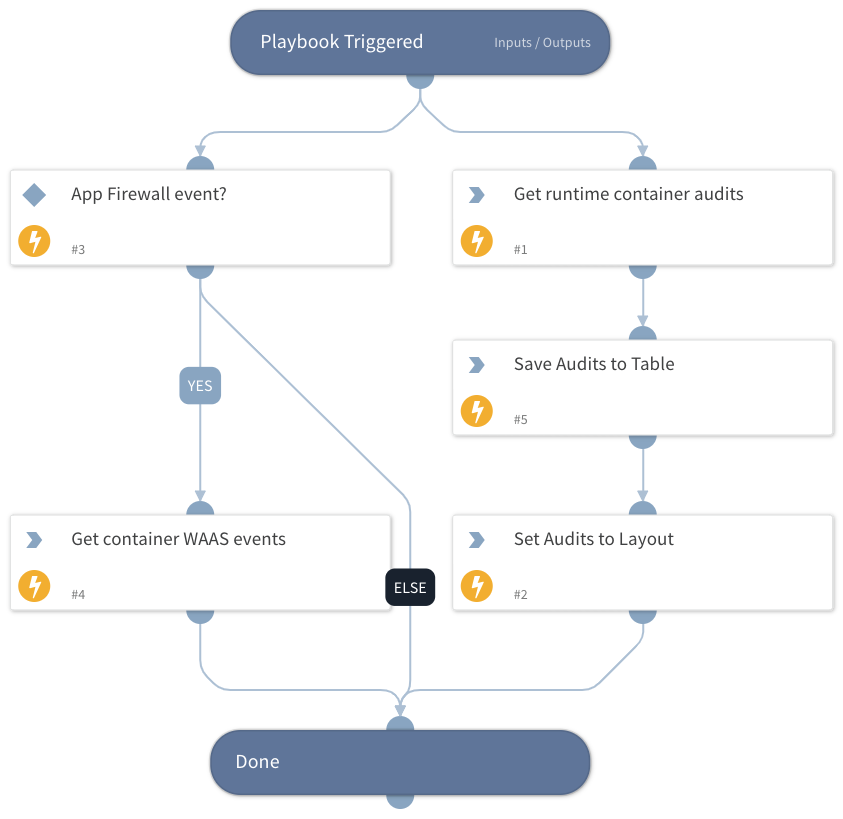 Playbook Triggered
Inputs / Outputs
App Firewall event?
#3
Get runtime container audits
#1
Save Audits to Table
#5
YES
Get container WAAS events
#4
ELSE
Set Audits to Layout
#2
Done